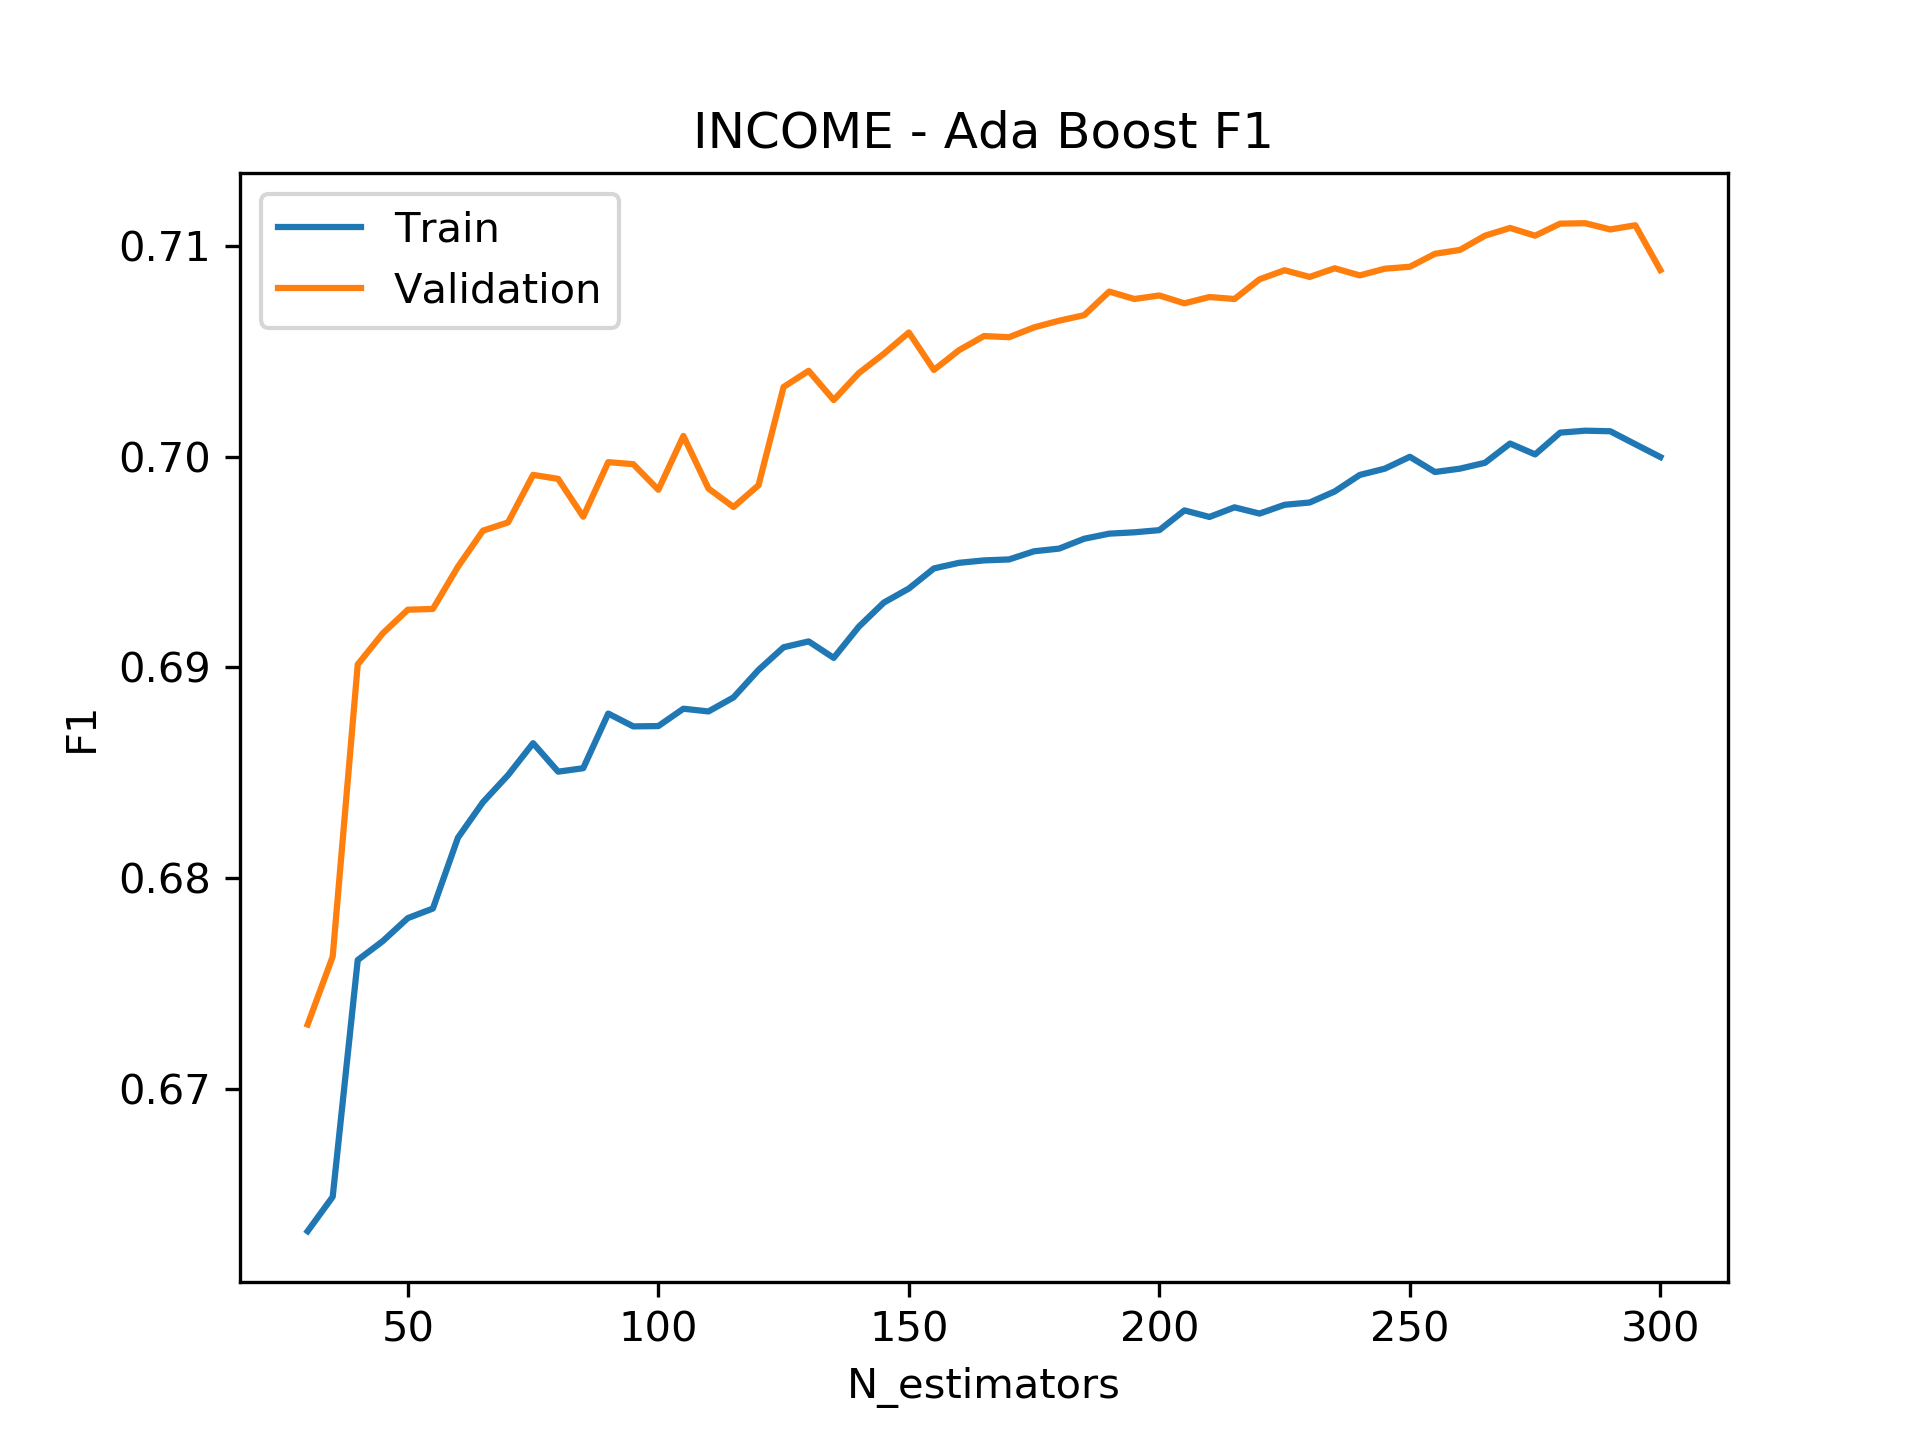 INCOME - Ada Boost F1
Train
Validation
0.71
0.70
0.69
0.68
0.67
F1
50 100 150 200 250 300
N_estimators